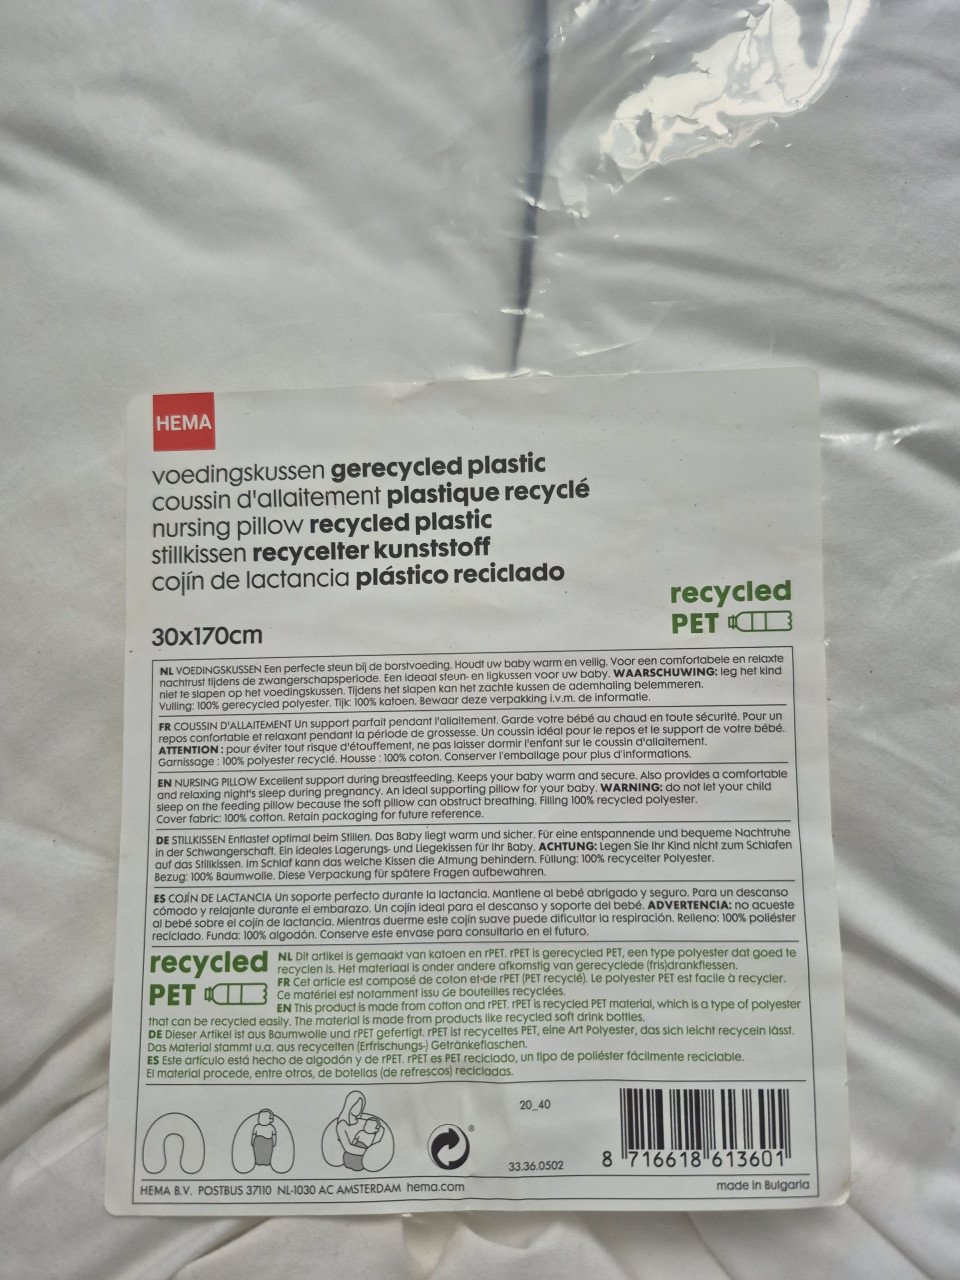 HEMA
voedingskussen gerecycled plastic
coussin d'allaitement plastique recyclé
nursing pillow recycled plastic
stillkissen recycelter kunststoff
cojín de lactancia plástico reciclado
recycled
PET
30x170cm
NL VOEDINGSKUSSEN Een perfecte steun bij de borstvoeding. Houdt uw baby warm en veilig. Voor een comfortabele en relaxte
nachtrust tijdens de zwangerschapsperiode. Een ideaal steun- en ligkussen voor uw baby. WAARSCHUWING: leg het kind
niet te slapen op het voedingskussen. Tijdens het slapen kan het zachte kussen de ademhaling belemmeren.
Vulling: 100% gerecycled polyester. Tijk: 100% katoen. Bewaar deze verpakking i.v.m. de informatie.
FR COUSSIN D'ALLAITEMENT Un support parfait pendant l'allaitement. Garde votre bébé au chaud en toute sécurité. Pour un
repos confortable et relaxant pendant la période de grossesse. Un coussin idéal pour le repos et le support de votre bébé.
ATTENTION : pour éviter tout risque d'étouffement, ne pas laisser dormir l'enfant sur le coussin d'allaitement.
Garnissage : 100% polyester recyclé. Housse : 100% coton. Conserver l'emballage pour plus d'informations.
EN NURSING PILLOW Excellent support during breastfeeding. Keeps your baby warm and secure. Also provides a comfortable
and relaxing night's sleep during pregnancy. An ideal supporting pillow for your baby. WARNING: do not let your child
sleep on the feeding pillow because the soft pillow can obstruct breathing. Filling 100% recycled polyester.
Cover fabric: 100% cotton. Retain packaging for future reference.
DE STILLKISSEN Entlastet optimal beim Stillen. Das Baby liegt warm und sicher. Für eine entspannende und bequeme Nachtruhe
in der Schwangerschaft. Ein ideales Lagerungs- und Liegekissen für Ihr Baby. ACHTUNG: Legen Sie Ihr Kind nicht zum Schlafen
auf das Stillkissen. Im Schlaf kann das weiche Kissen die Atmung behindern. Füllung: 100% recycelter Polyester.
Bezug: 100% Baumwolle. Diese Verpackung für spätere Fragen aufbewahren.
ES COJÍN DE LACTANCIA Un soporte perfecto durante la lactancia. Mantiene al bebé abrigado y seguro. Para un descanso
cómodo y relajante durante el embarazo. Un cojín ideal para el descanso y soporte del bebé. ADVERTENCIA: no acueste
al bebé sobre el cojín de lactancia. Mientras duerme este cojín suave puede dificultar la respiración. Relleno: 100% poliéster
reciclado. Funda: 100% algodón. Conserve este envase para consultarlo en el futuro.
recycled
PET
NL Dit artikel is gemaakt van katoen en rPET. rPET is gerecycled PET, een type polyester dat goed te
recyclen is. Het materiaal is onder andere afkomstig van gerecyclede (fris)drankflessen.
FR Cet article est composé de coton et de rPET (PET recyclé). Le polyester PET est facile à recycler.
Ce matériel est notamment issu de bouteilles recyclées.
EN This product is made from cotton and rPET. rPET is recycled PET material, which is a type of polyester
that can be recycled easily. The material is made from products like recycled soft drink bottles.
DE Dieser Artikel ist aus Baumwolle und rPET gefertigt. rPET ist recyceltes PET, eine Art Polyester, das sich leicht recyceln lässt.
Das Material stammt u.a. aus recycelten (Erfrischungs-) Getränkeflaschen.
ES Este artículo está hecho de algodón y de rPET. rPET es PET reciclado, un tipo de poliéster fácilmente reciclable.
El material procede, entre otros, de botellas (de refrescos) recicladas.
20_40
®
33.36.0502
8 716618 613601
HEMA B.V. POSTBUS 37110 NL-1030 AC AMSTERDAM hema.com
made in Bulgaria